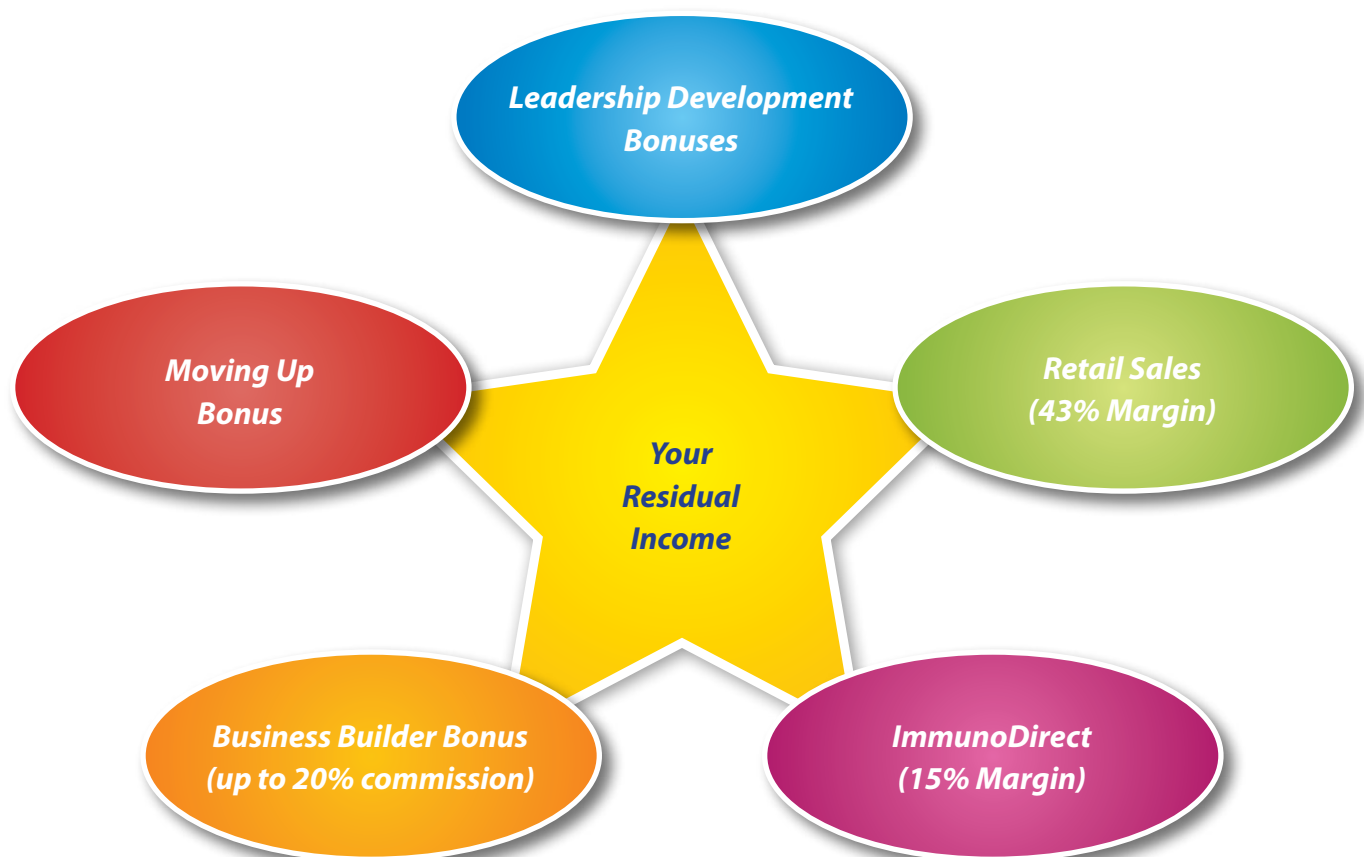 Leadership Development
Bonuses
Moving Up
Bonus
Retail Sales
(43% Margin)
Your
Residual
Income
Business Builder Bonus
(up to 20% commission)
ImmunoDirect
(15% Margin)